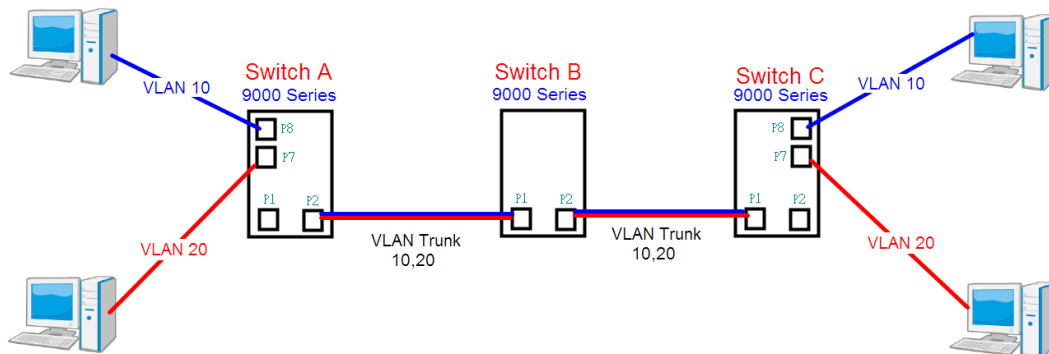 Switch A
9000 Series
Switch B
9000 Series
Switch C
9000 Series
VLAN 10
P8
P7
P1
P2
VLAN 20
VLAN Trunk
10,20
P1
P2
VLAN Trunk
10,20
P8
P7
P1
P2
VLAN 10
VLAN 20